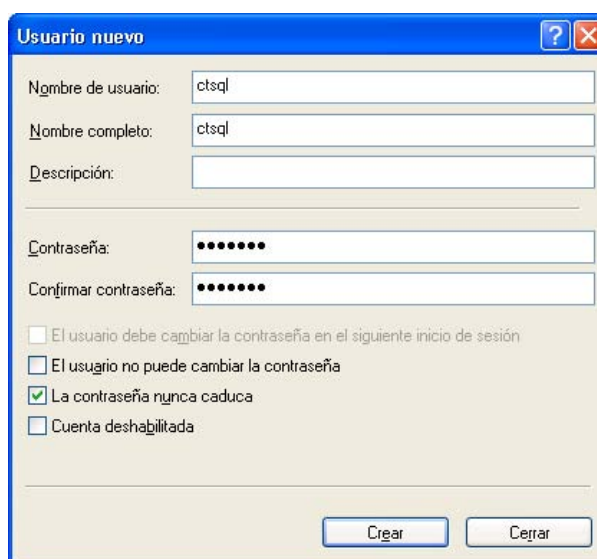 Usuario nuevo
Nombre de usuario: ctsql
Nombre completo: ctsql
Descripción:
Contraseña: •••••••
Confirmar contraseña: •••••••
El usuario debe cambiar la contraseña en el siguiente inicio de sesión
El usuario no puede cambiar la contraseña
La contraseña nunca caduca
Cuenta deshabilitada
Crear Cerrar